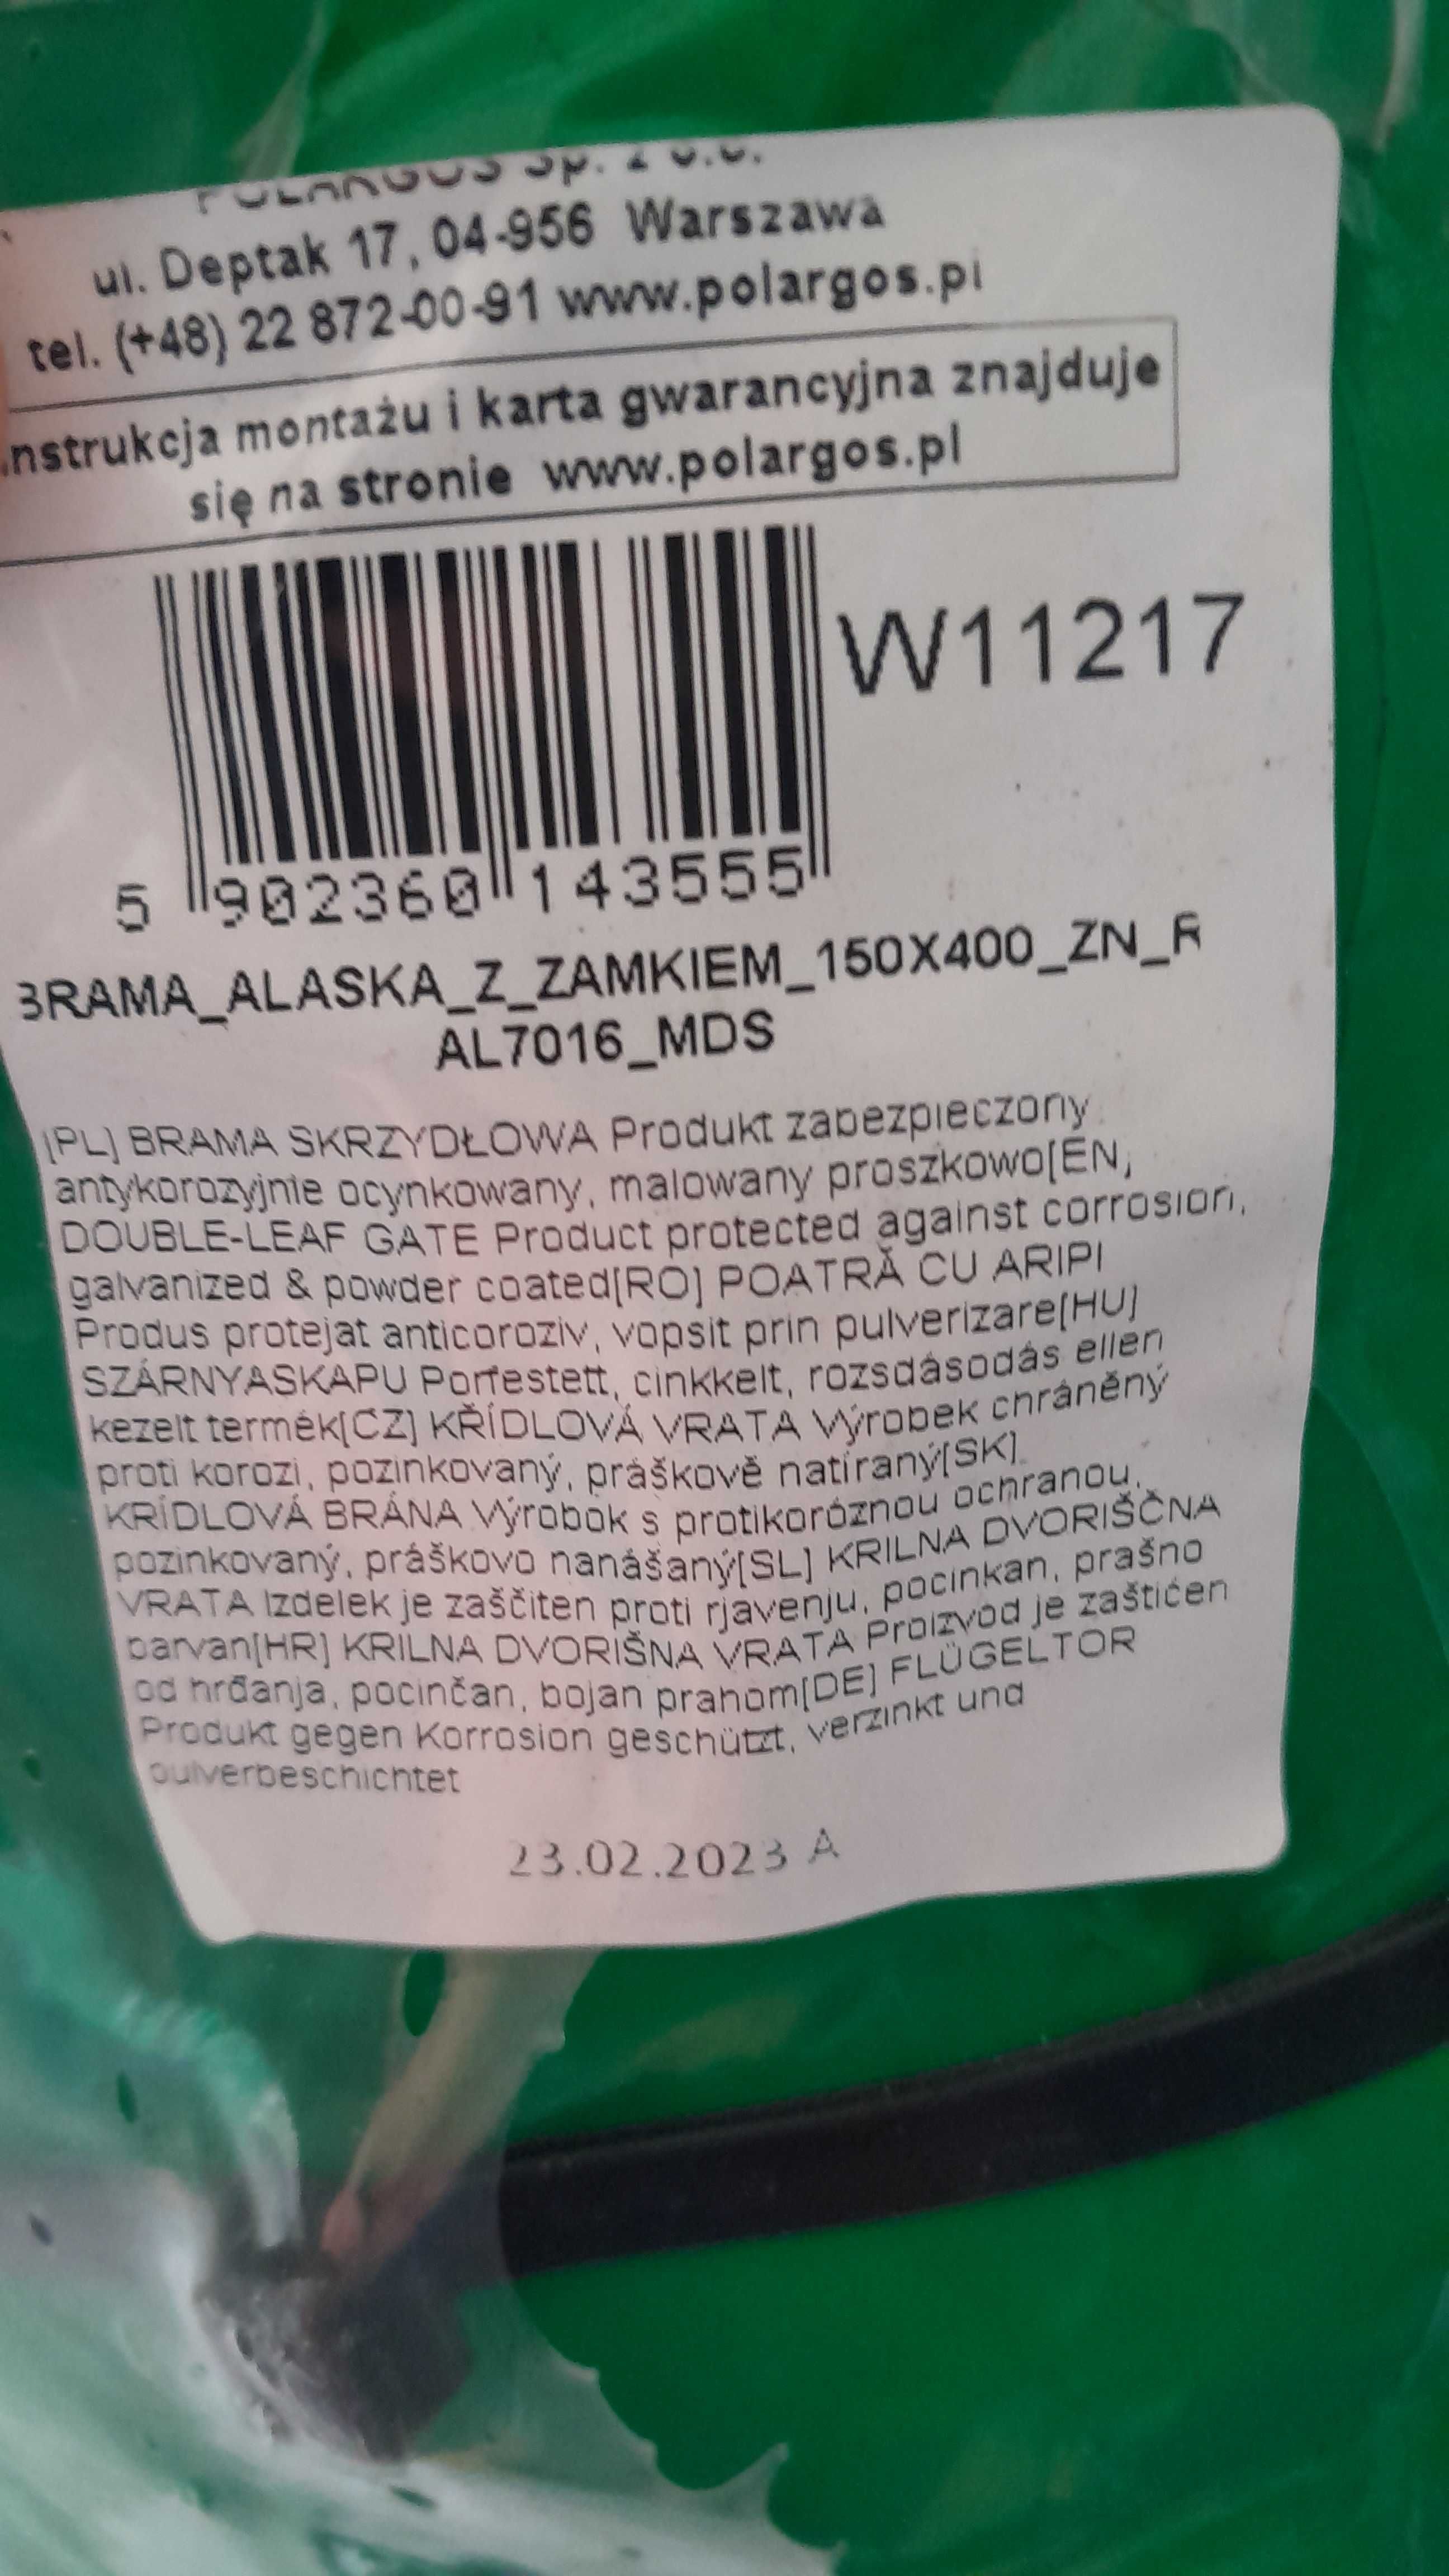 POLARGOS Sp. z o.o.
ul. Deptak 17, 04-956 Warszawa
tel. (+48) 22 872-00-91 www.polargos.pl
nstrukcja montażu i karta gwarancyjna znajduje
się na stronie www.polargos.pl
W11217
5 902360 143555
BRAMA_ALASKA_Z_ZAMKIEM_150X400_ZN_R
AL7016_MDS
[PL] BRAMA SKRZYDŁOWA Produkt zabezpieczony
antykorozyjnie ocynkowany, malowany proszkowo[EN]
DOUBLE-LEAF GATE Product protected against corrosion,
galvanized & powder coated[RO] POATRĂ CU ARIPI
Produs protejat anticoroziv, vopsit prin pulverizare[HU]
SZÁRNYASKAPU Porfestett, cinkkelt, rozsdásodás ellen
kezelt termék[CZ] KŘÍDLOVÁ VRATA Výrobek chráněný
proti korozi, pozinkovaný, práškově natíraný[SK]
KRÍDLOVÁ BRÁNA Výrobok s protikoróznou ochranou,
pozinkovaný, práškovo nanášaný[SL] KRILNA DVORIŠČNA
VRATA Izdelek je zaščiten proti rjavenju, pocinkan, prašno
barvan[HR] KRILNA DVORIŠNA VRATA Proizvod je zaštićen
od hrđanja, pocinčan, bojan prahom[DE] FLÜGELTOR
Produkt gegen Korrosion geschützt, verzinkt und
pulverbeschichtet
23.02.2023 A